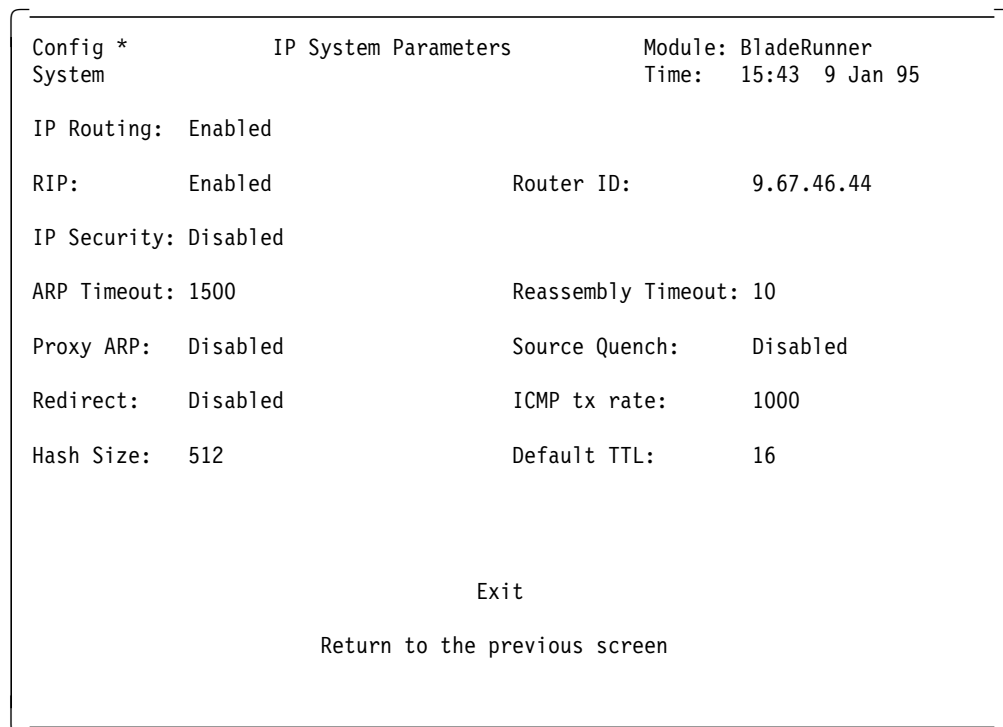 Config * IP System Parameters Module: BladeRunner
System Time: 15:43 9 Jan 95
IP Routing: Enabled
RIP: Enabled Router ID: 9.67.46.44
IP Security: Disabled
ARP Timeout: 1500 Reassembly Timeout: 10
Proxy ARP: Disabled Source Quench: Disabled
Redirect: Disabled ICMP tx rate: 1000
Hash Size: 512 Default TTL: 16
Exit
Return to the previous screen